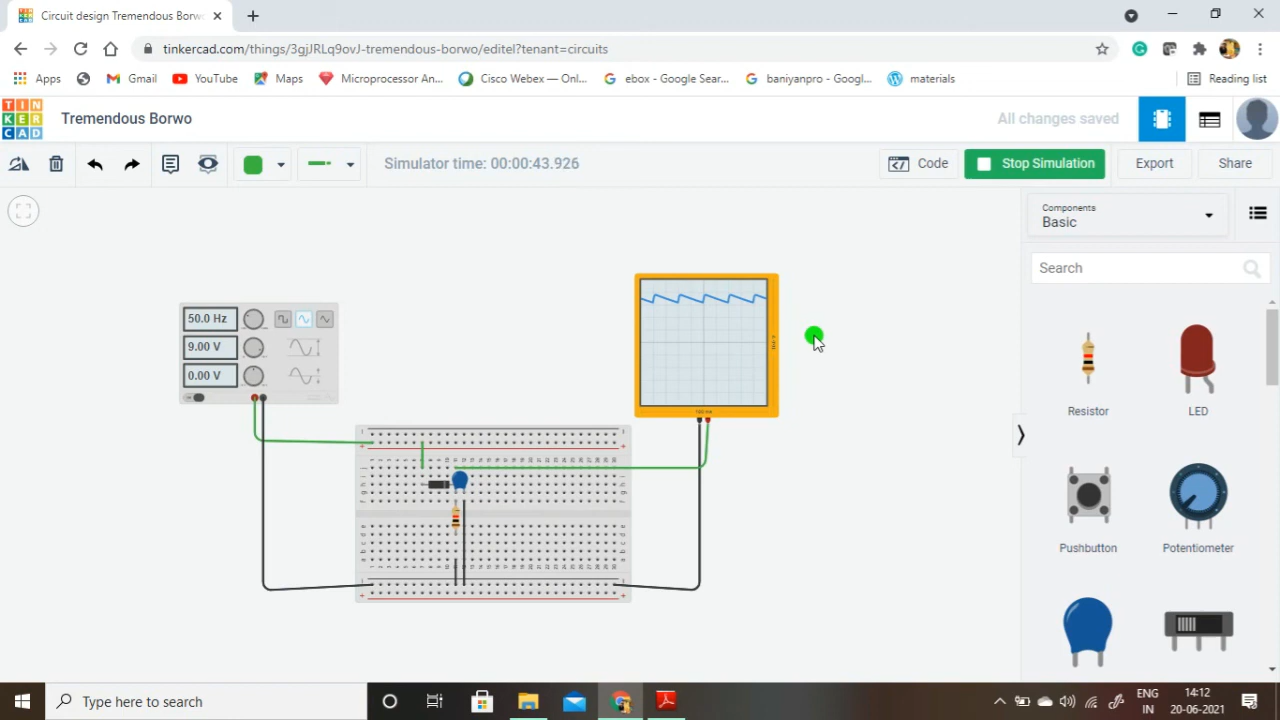 Circuit design Tremendous Borwo
tinkercad.com/things/3gjJRLq9ovJ-tremendous-borwo/editel?tenant=circuits
Apps
Gmail
YouTube
Maps
Microprocessor An...
Cisco Webex — Onl...
ebox - Google Sear...
baniyanpro - Googl...
materials
Reading list
TIN
KER
CAD
Tremendous Borwo
All changes saved
Simulator time: 00:00:43.926
Code
Stop Simulation
Export
Share
Components
Basic
Search
50.0 Hz
9.00 V
0.00 V
Resistor
LED
Pushbutton
Potentiometer
Type here to search
ENG
IN
14:12
20-06-2021